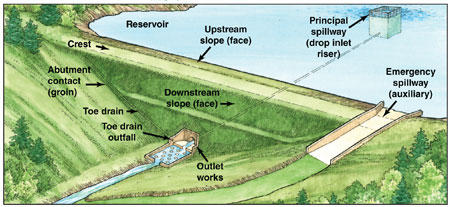 Reservoir
Upstream
slope (face)
Principal
spillway
(drop inlet
riser)
Crest
Abutment
contact
(groin)
Downstream
slope (face)
Emergency
spillway
(auxiliary)
Toe drain
Toe drain
outfall
Outlet
works